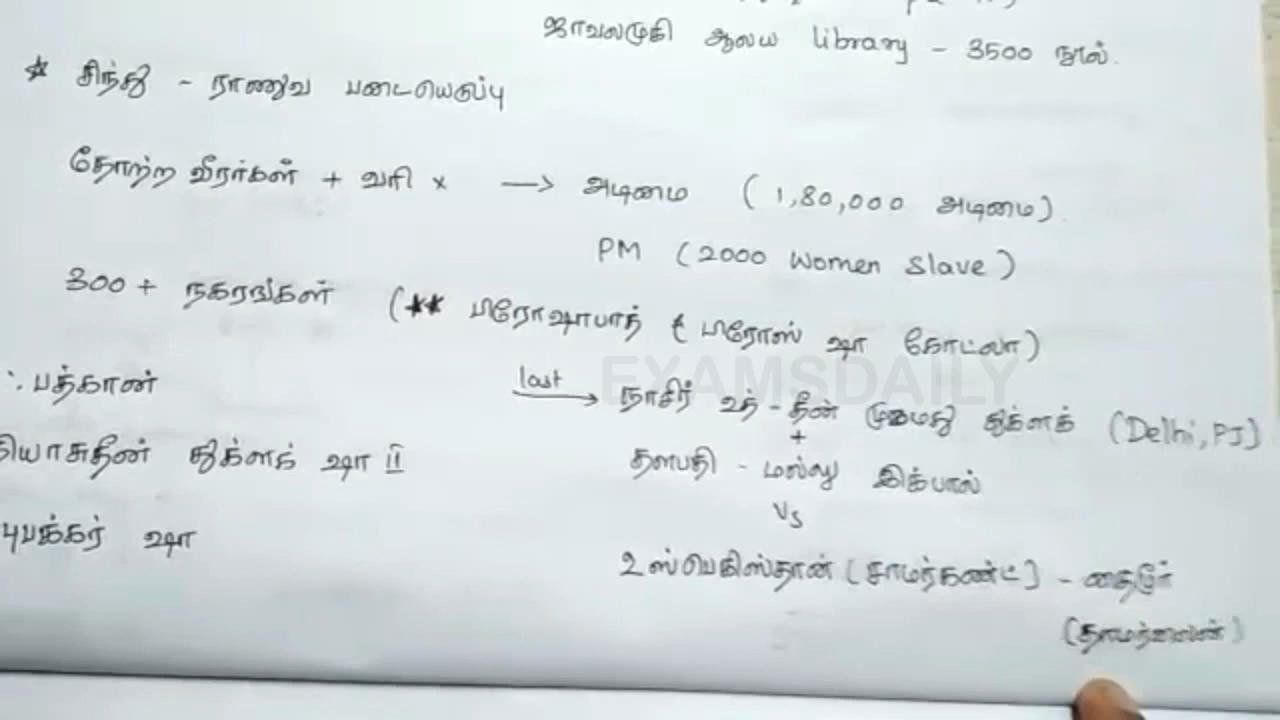 ஜாவலமுகி ஆலய library - 3500 நூல்.
* சிந்து - ராணுவ படையெடுப்பு
தோற்ற வீரர்கள் + வரி x → அடிமை (1,80,000 அடிமை).
PM (2000 women slave)
300 + நகரங்கள் (** பிரோஷாபாத் & பிரோஸ் ஷா கோட்லா)
EXAMSDAILY
பத்கான்
last → நாசிர் உத் - தீன் முகமது துக்ளக் (Delhi, PJ)
+
கியாசுதீன் துக்ளக் ஷா II
தளபதி - மல்லு இக்பால்
Vs
புபக்கர் ஷா
உஸ்பெகிஸ்தான் (சாமர்கண்ட்) - தைமூர்
(தாமர்லைன்)